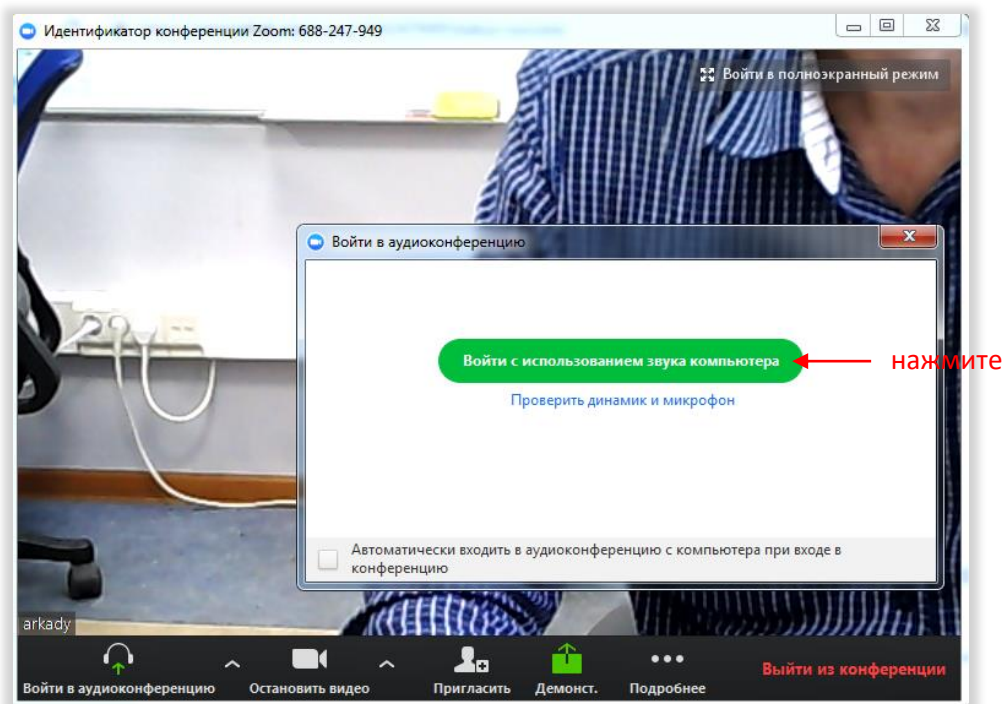 Идентификатор конференции Zoom: 688-247-949
Войти в полноэкранный режим
Войти в аудиоконференцию
Войти с использованием звука компьютера
нажмите
Проверить динамик и микрофон
Автоматически входить в аудиоконференцию с компьютера при входе в
конференцию
arkady
Войти в аудиоконференцию
Остановить видео
Пригласить
Демонст.
Подробнее
Выйти из конференции